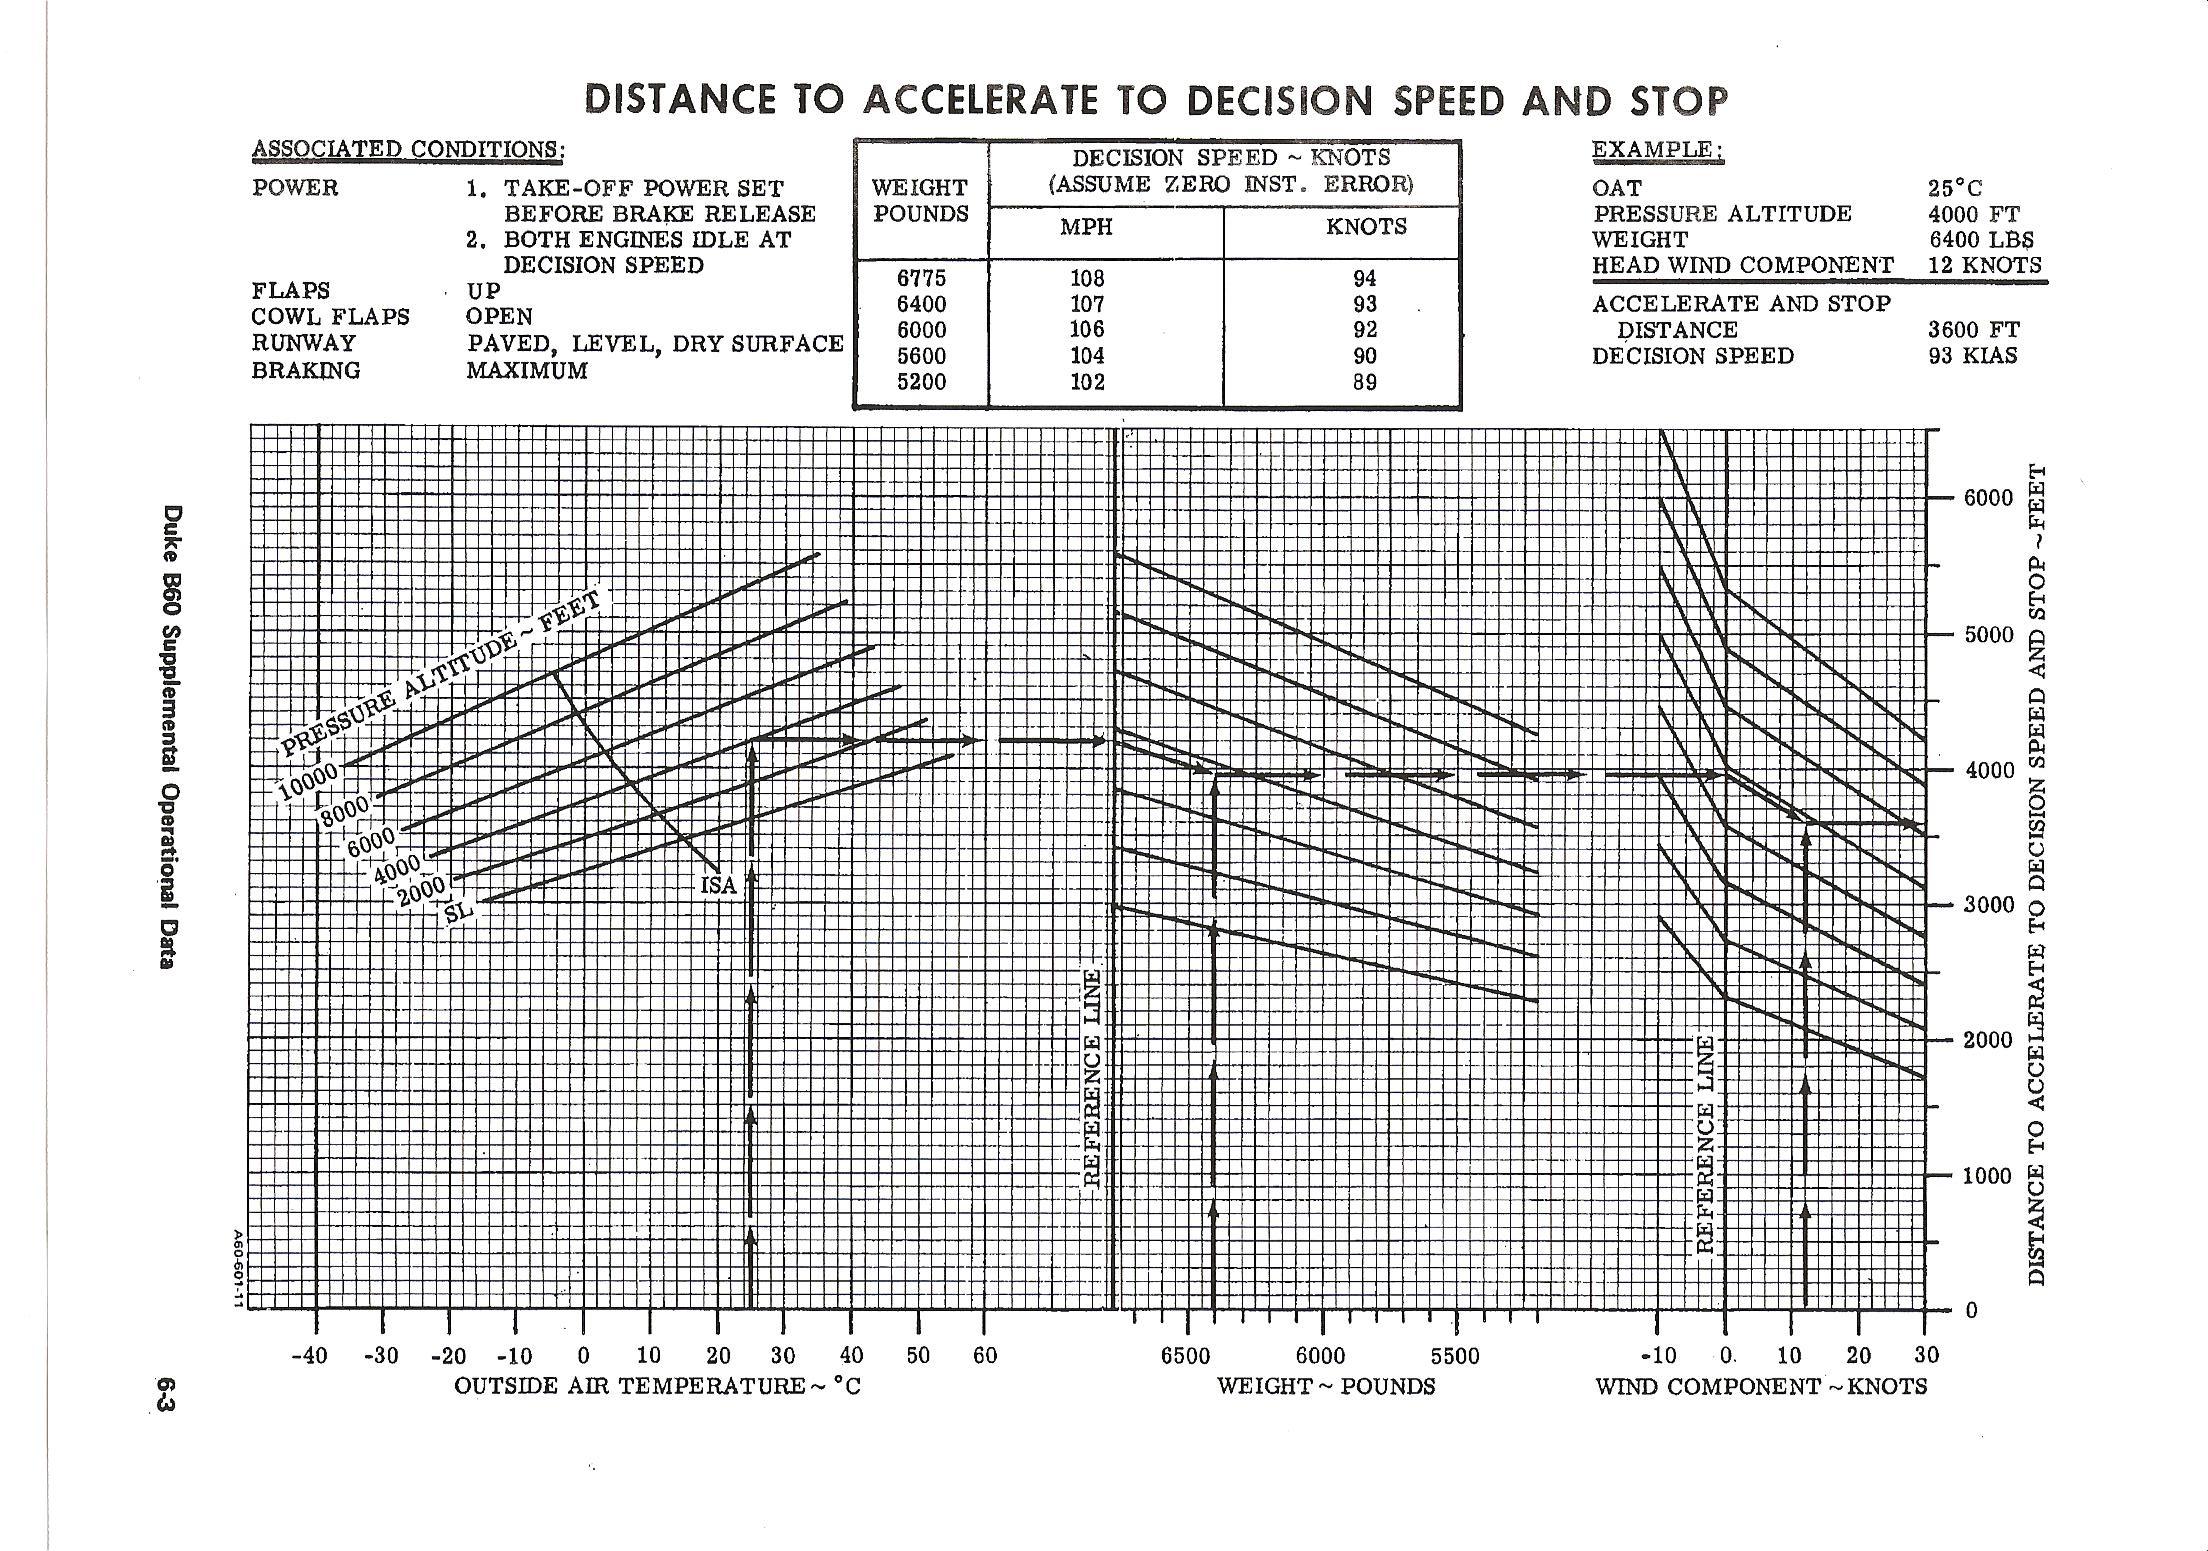 DISTANCE TO ACCELERATE TO DECISION SPEED AND STOP
ASSOCIATED CONDITIONS:
POWER 1. TAKE-OFF POWER SET
BEFORE BRAKE RELEASE
2. BOTH ENGINES IDLE AT
DECISION SPEED
FLAPS UP
COWL FLAPS OPEN
RUNWAY PAVED, LEVEL, DRY SURFACE
BRAKING MAXIMUM
WEIGHT
POUNDS
DECISION SPEED ~ KNOTS
(ASSUME ZERO INST. ERROR)
MPH KNOTS
6775 108 94
6400 107 93
6000 106 92
5600 104 90
5200 102 89
EXAMPLE:
OAT 25°C
PRESSURE ALTITUDE 4000 FT
WEIGHT 6400 LBS
HEAD WIND COMPONENT 12 KNOTS
ACCELERATE AND STOP
DISTANCE 3600 FT
DECISION SPEED 93 KIAS
PRESSURE ALTITUDE ~ FEET
10000
8000
6000
4000
2000
SL
ISA
REFERENCE LINE
REFERENCE LINE
6000
5000
4000
3000
2000
1000
0
DISTANCE TO ACCELERATE TO DECISION SPEED AND STOP ~ FEET
-40 -30 -20 -10 0 10 20 30 40 50 60
OUTSIDE AIR TEMPERATURE ~ °C
6500 6000 5500
WEIGHT ~ POUNDS
-10 0. 10 20 30
WIND COMPONENT ~ KNOTS
Duke B60 Supplemental Operational Data
6-3
A60-601-11